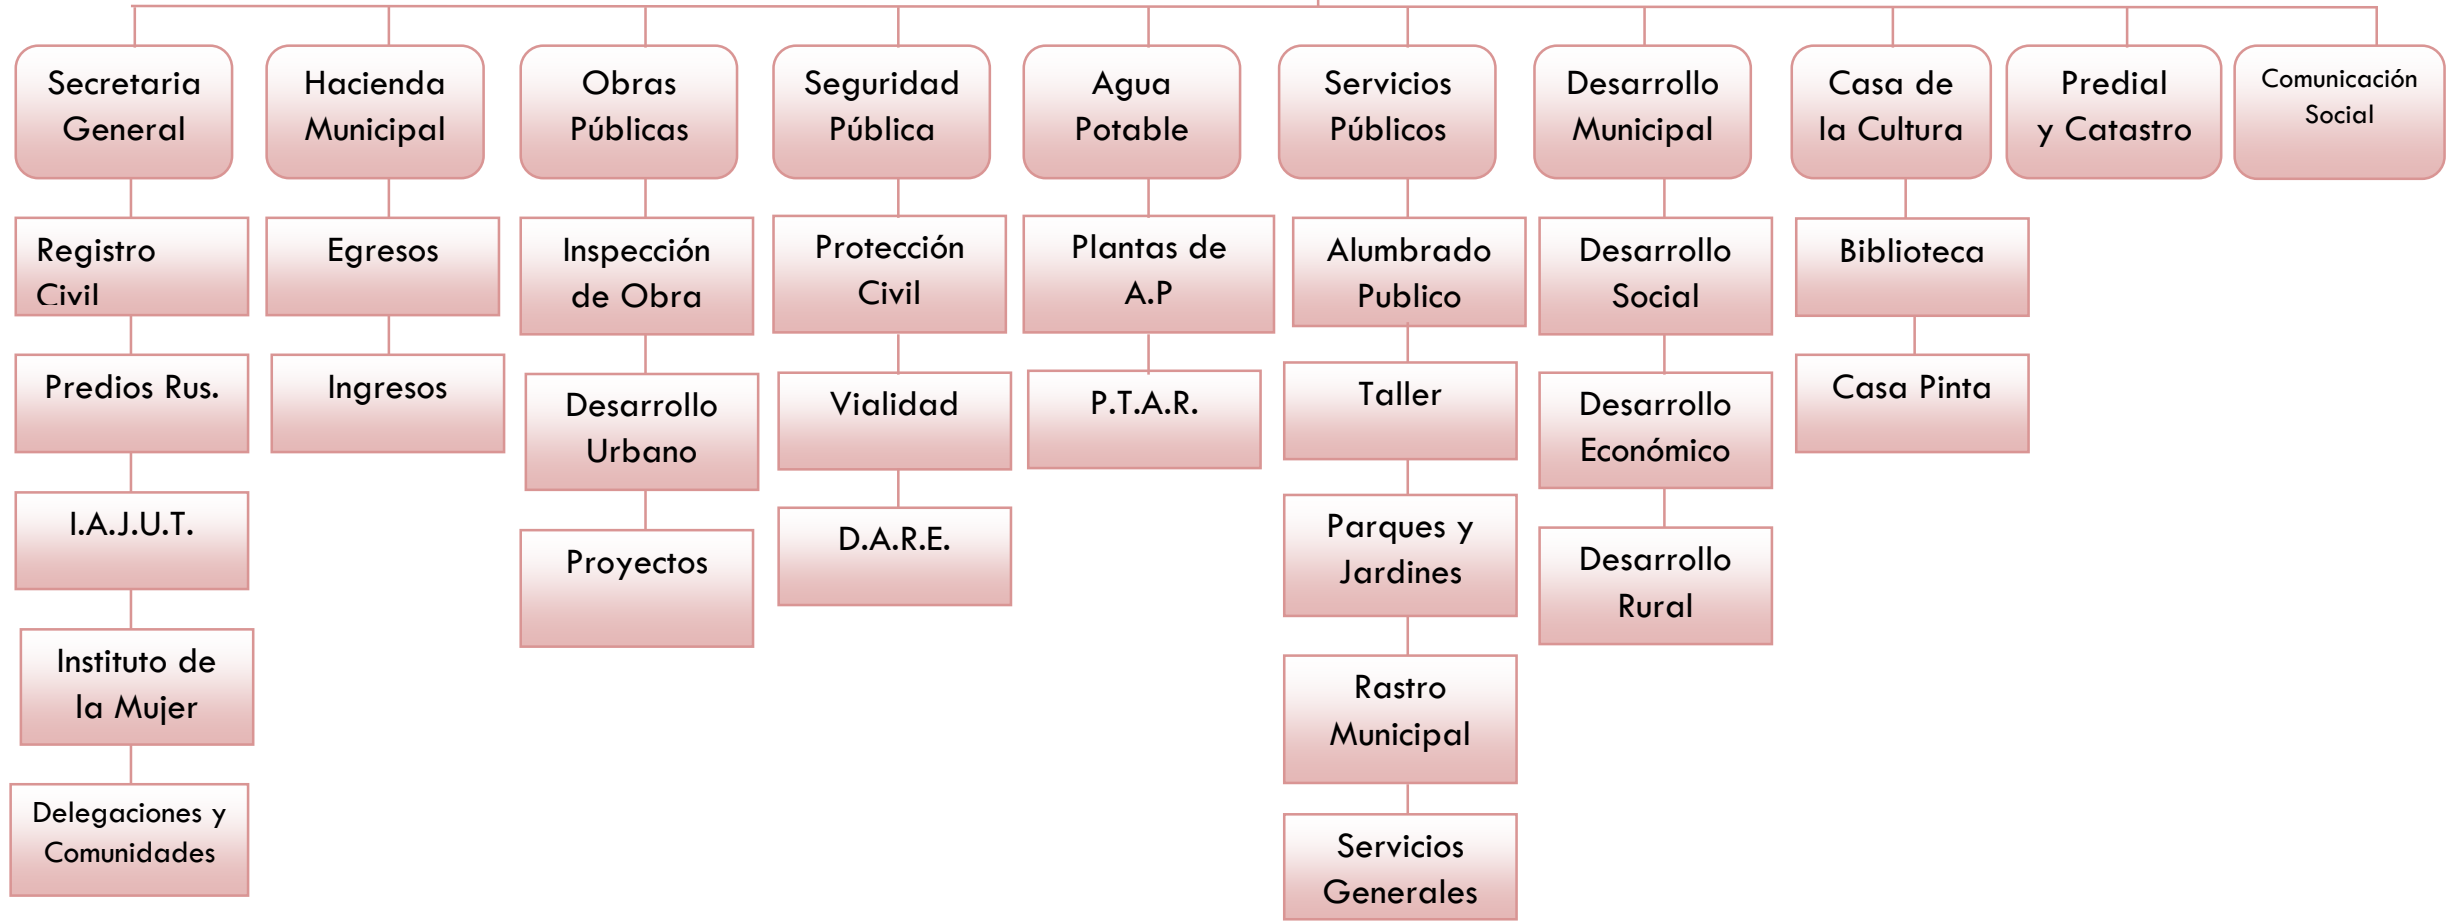 Secretaria
General
Hacienda
Municipal
Obras
Públicas
Seguridad
Pública
Agua
Potable
Servicios
Públicos
Desarrollo
Municipal
Casa de
la Cultura
Predial
y Catastro
Comunicación
Social
Registro
Civil
Predios Rus.
I.A.J.U.T.
Instituto de
la Mujer
Delegaciones y
Comunidades
Egresos
Ingresos
Inspección
de Obra
Desarrollo
Urbano
Proyectos
Protección
Civil
Vialidad
D.A.R.E.
Plantas de
A.P
P.T.A.R.
Alumbrado
Publico
Taller
Parques y
Jardines
Rastro
Municipal
Servicios
Generales
Desarrollo
Social
Desarrollo
Económico
Desarrollo
Rural
Biblioteca
Casa Pinta